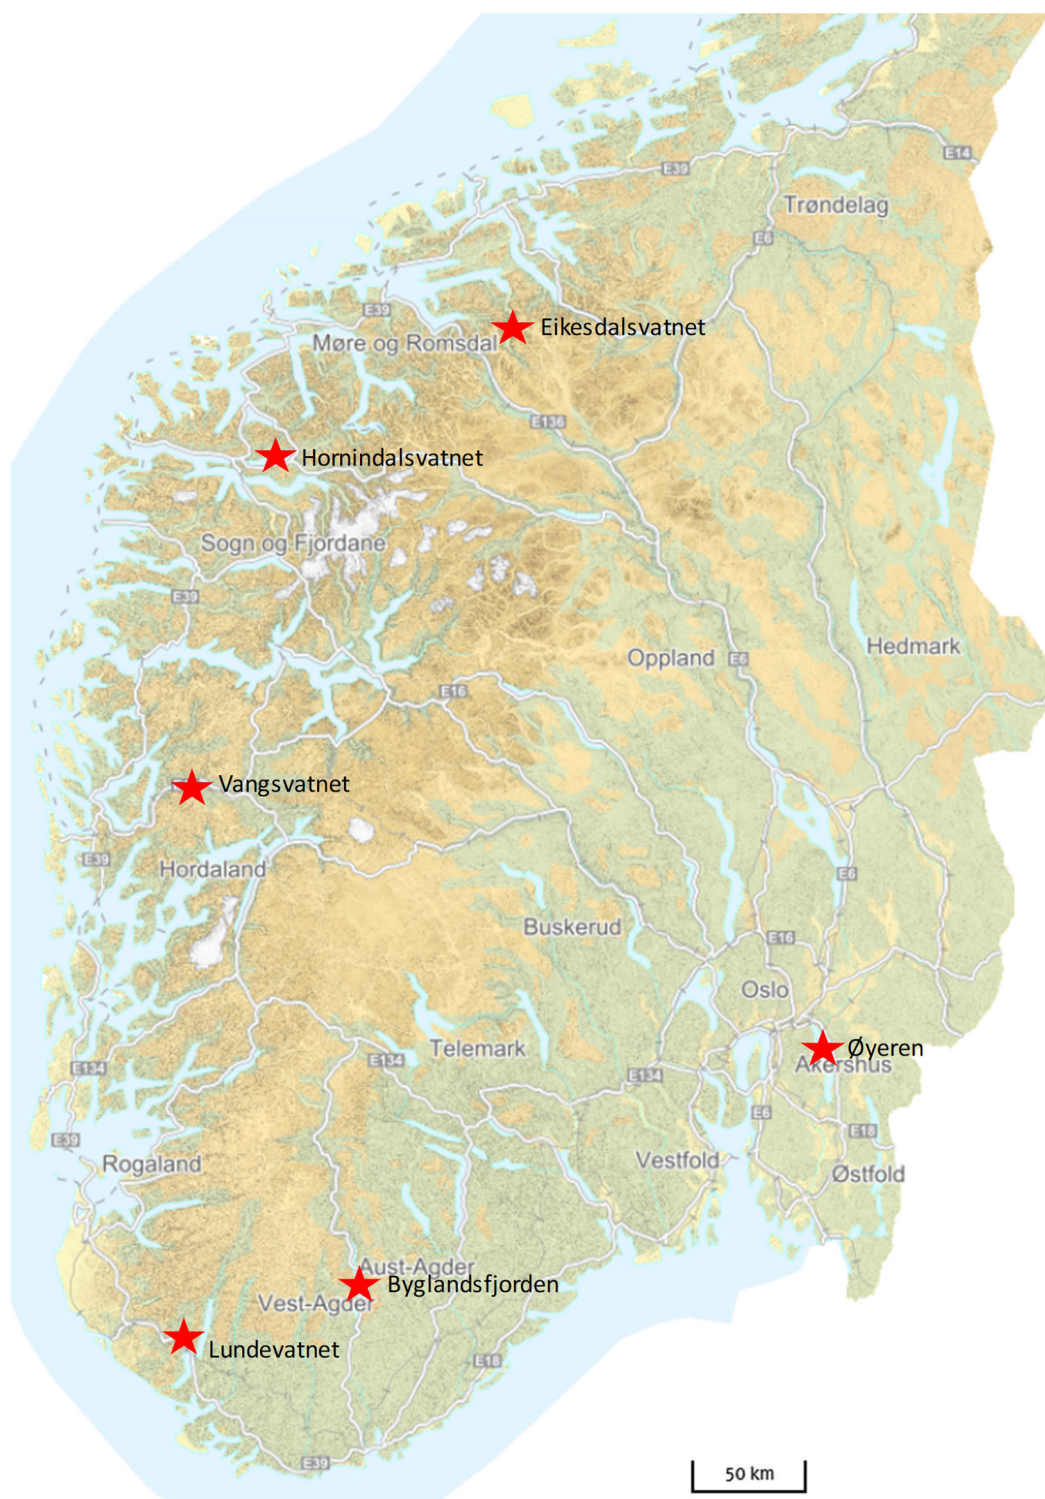 E14
E39
Trøndelag
E6
E39
Eikesdalsvatnet
Møre og Romsdal
E136
Hornindalsvatnet
Sogn og Fjordane
E39
Hedmark
Oppland
E6
E16
Vangsvatnet
E39
Hordaland
E6
Buskerud
E16
Oslo
Telemark
Øyeren
E134
Akershus
E134
E134
E6
E18
E39
Rogaland
Vestfold
Østfold
Aust-Agder
Byglandsfjorden
Vest-Agder
Lundevatnet
E18
E39
50 km